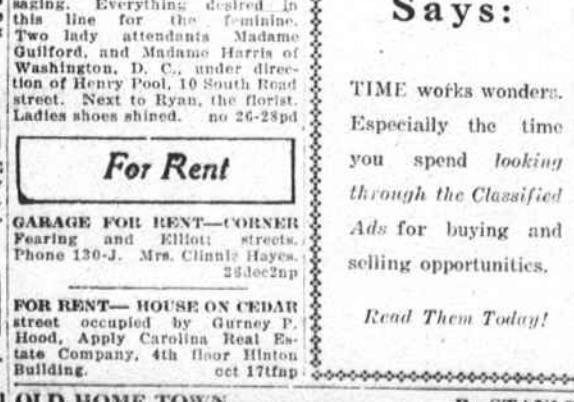 saging. Everything desired in
this line for the feminine.
Two lady attendants Madame
Guilford, and Madame Harris of
Washington, D. C., under direc-
tion of Henry Pool, 10 South Road
street. Next to Ryan, the florist.
Ladies shoes shined. no 26-28pd
For Rent
GARAGE FOR RENT—CORNER
Fearing and Elliott streets.
Phone 130-J. Mrs. Clinnie Hayes.
26dec2np
FOR RENT— HOUSE ON CEDAR
street occupied by Gurney P.
Hood, Apply Carolina Real Es-
tate Company, 4th floor Hinton
Building. oct 17tfnp
OLD HOME TOWN
Says:
TIME works wonders.
Especially the time
you spend looking
through the Classified
Ads for buying and
selling opportunities.
Read Them Today!